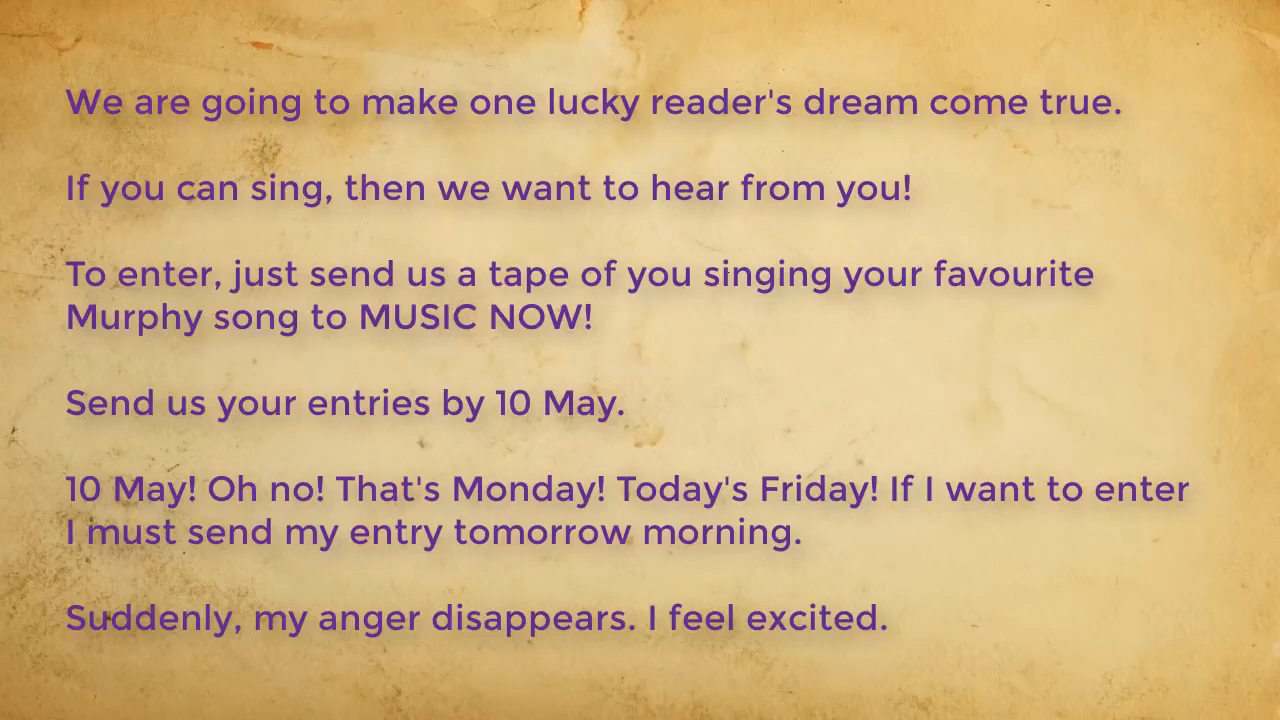 We are going to make one lucky reader's dream come true.
If you can sing, then we want to hear from you!
To enter, just send us a tape of you singing your favourite
Murphy song to MUSIC NOW!
Send us your entries by 10 May.
10 May! Oh no! That's Monday! Today's Friday! If I want to enter
I must send my entry tomorrow morning.
Suddenly, my anger disappears. I feel excited.